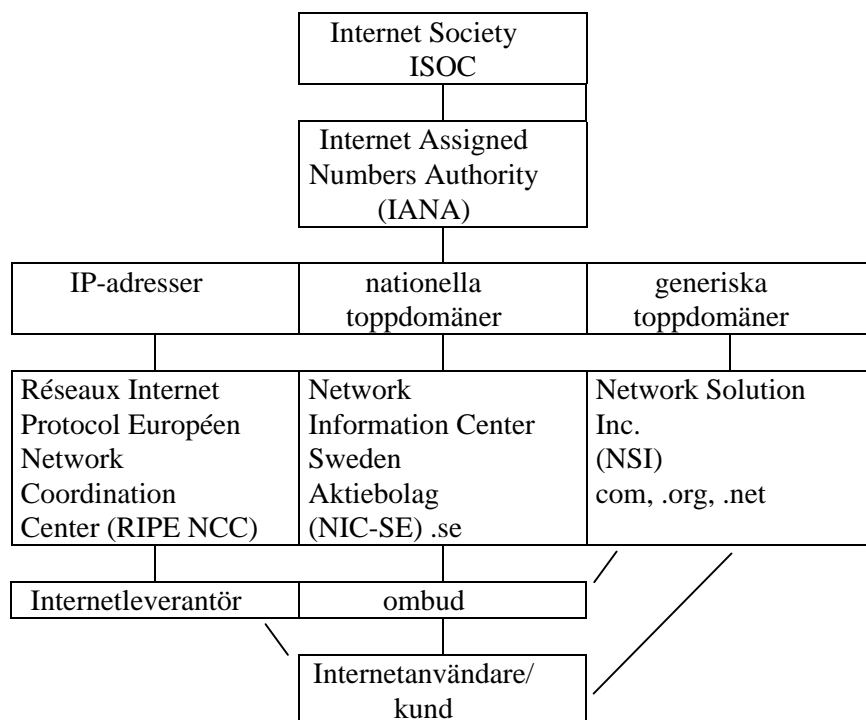 Internet Society
ISOC
Internet Assigned
Numbers Authority
(IANA)
IP-adresser
nationella
toppdomäner
generiska
toppdomäner
Réseaux Internet
Protocol Européen
Network
Coordination
Center (RIPE NCC)
Network
Information Center
Sweden
Aktiebolag
(NIC-SE) .se
Network Solution
Inc.
(NSI)
com, .org, .net
Internetleverantör
ombud
Internetanvändare/
kund